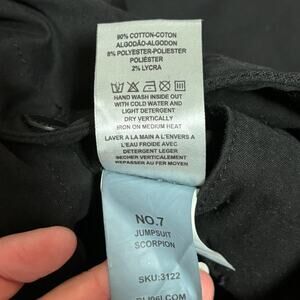 90% COTTON-COTON
ALGODÃO-ALGODON
8% POLYESTER-POLIESTER
POLIÉSTER
2% LYCRA
HAND WASH INSIDE OUT
WITH COLD WATER AND
LIGHT DETERGENT
DRY VERTICALLY
IRON ON MEDIUM HEAT
LAVER A LA MAIN A L'ENVERS A
L'EAU FROIDE AVEC
DETERGENT LEGER
SECHER VERTICALEMENT
REPASSER AU FER MOYEN
NO.7
JUMPSUIT
SCORPION
SKU:3122